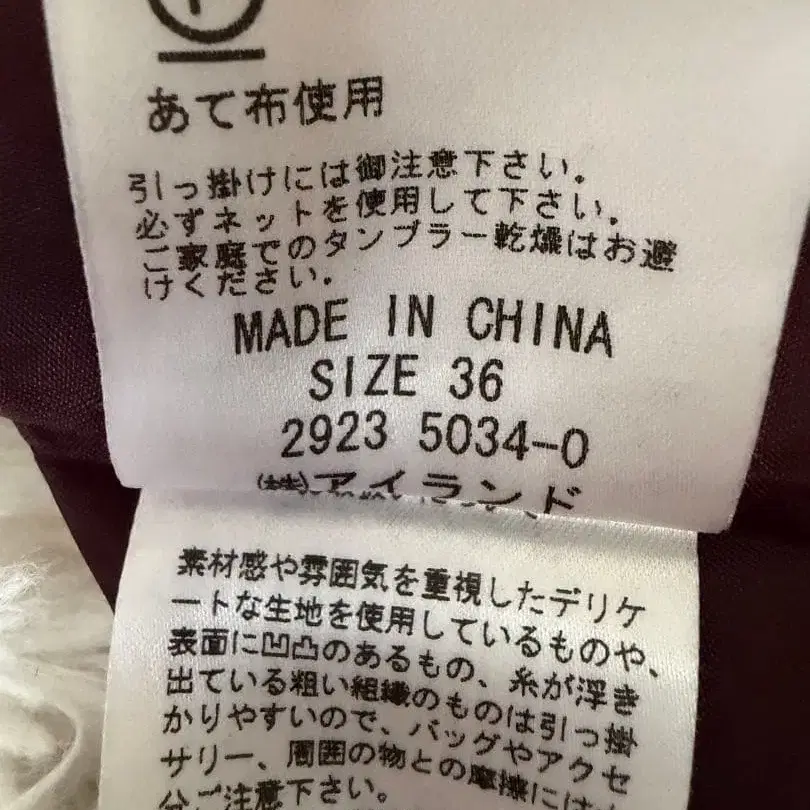 あて布使用
引っ掛けには御注意下さい。
必ずネットを使用して下さい。
ご家庭でのタンブラー乾燥はお避
けください.
MADE IN CHINA
SIZE 36
2923 5034-0
㈱アイランド
素材感や雰囲気を重視したデリケ
ートな生地を使用しているものや、
表面に凹凸のあるもの、糸が浮き
出ている粗い組織のものは引っ掛
かりやすいので、バッグやアクセ
サリー、周囲の物との摩擦には
分ご注意下さい。